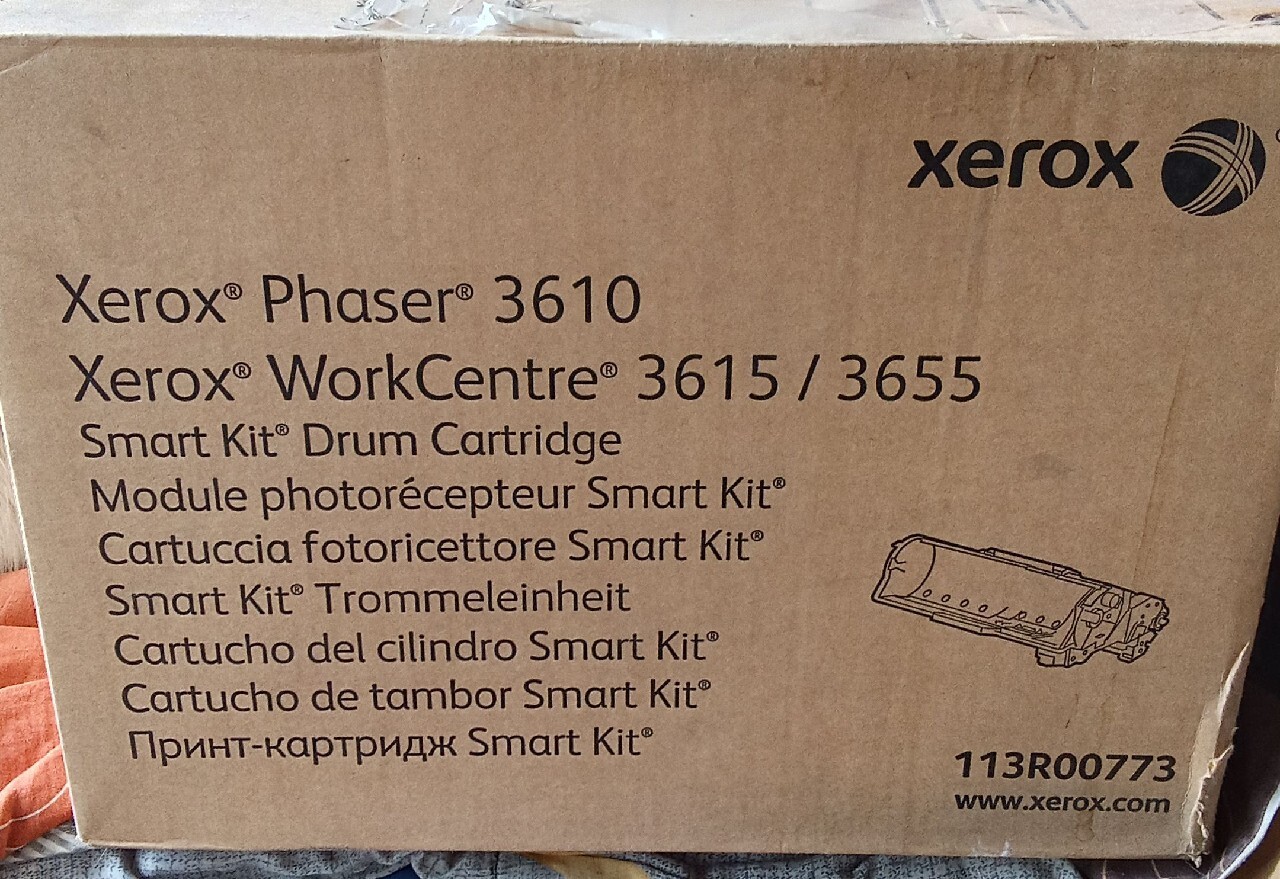 xerox
Xerox® Phaser® 3610
Xerox® WorkCentre® 3615 / 3655
Smart Kit® Drum Cartridge
Module photorécepteur Smart Kit®
Cartuccia fotoricettore Smart Kit®
Smart Kit® Trommeleinheit
Cartucho del cilindro Smart Kit®
Cartucho de tambor Smart Kit®
Принт-картридж Smart Kit®
113R00773
www.xerox.com